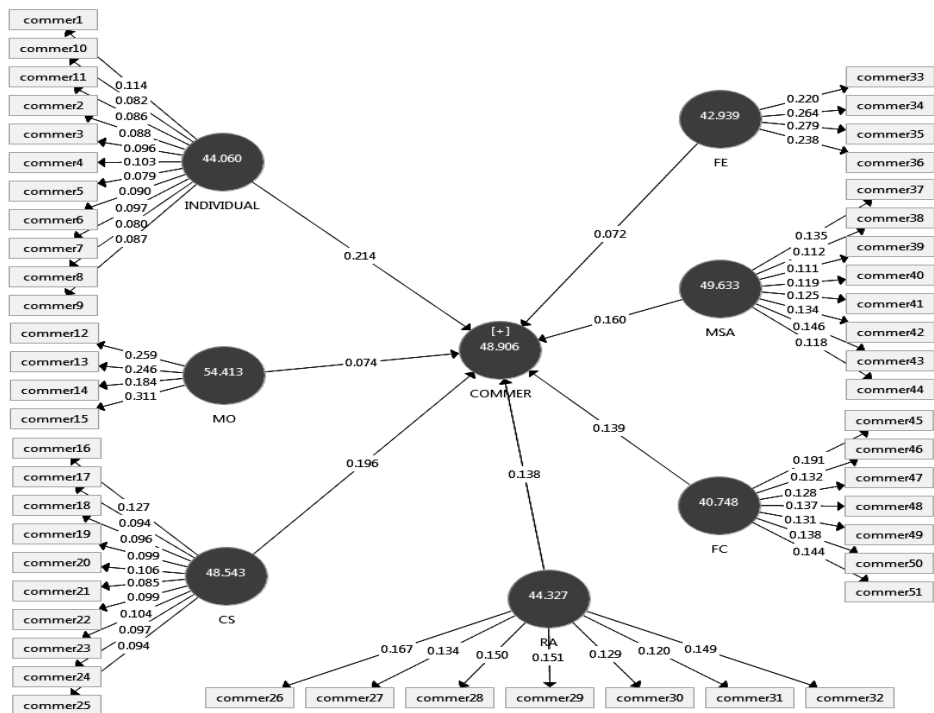 commer1
commer10
commer11
commer2
commer3
commer4
commer5
commer6
commer7
commer8
commer9
0.114
0.082
0.086
0.088
0.096
0.103
0.079
0.090
0.097
0.080
0.087
44.060
INDIVIDUAL
0.214
commer12
commer13
commer14
commer15
0.259
0.246
0.184
0.311
54.413
MO
0.074
commer16
commer17
commer18
commer19
commer20
commer21
commer22
commer23
commer24
commer25
0.127
0.094
0.096
0.099
0.106
0.085
0.099
0.104
0.097
0.094
48.543
CS
0.196
[+]
48.906
COMMER
42.939
FE
0.072
0.220
0.264
0.279
0.238
commer33
commer34
commer35
commer36
49.633
MSA
0.160
0.135
0.112
0.111
0.119
0.125
0.134
0.146
0.118
commer37
commer38
commer39
commer40
commer41
commer42
commer43
commer44
40.748
FC
0.139
0.191
0.132
0.128
0.137
0.131
0.138
0.144
commer45
commer46
commer47
commer48
commer49
commer50
commer51
0.138
44.327
RA
0.167
0.134
0.150
0.151
0.129
0.120
0.149
commer26
commer27
commer28
commer29
commer30
commer31
commer32